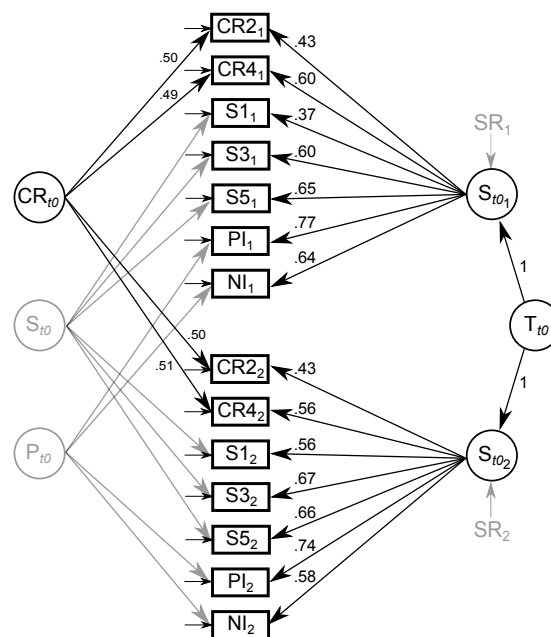 CR2₁
.43
.50
CR4₁
.60
.49
S1₁
.37
SR₁
S3₁
.60
CR_t0
S5₁
.65
S_t0₁
PI₁
.77
NI₁
.64
1
S_t0
T_t0
.50
CR2₂
.43
.51
1
CR4₂
.56
P_t0
S1₂
.56
S_t0₂
S3₂
.67
S5₂
.66
SR₂
PI₂
.74
NI₂
.58